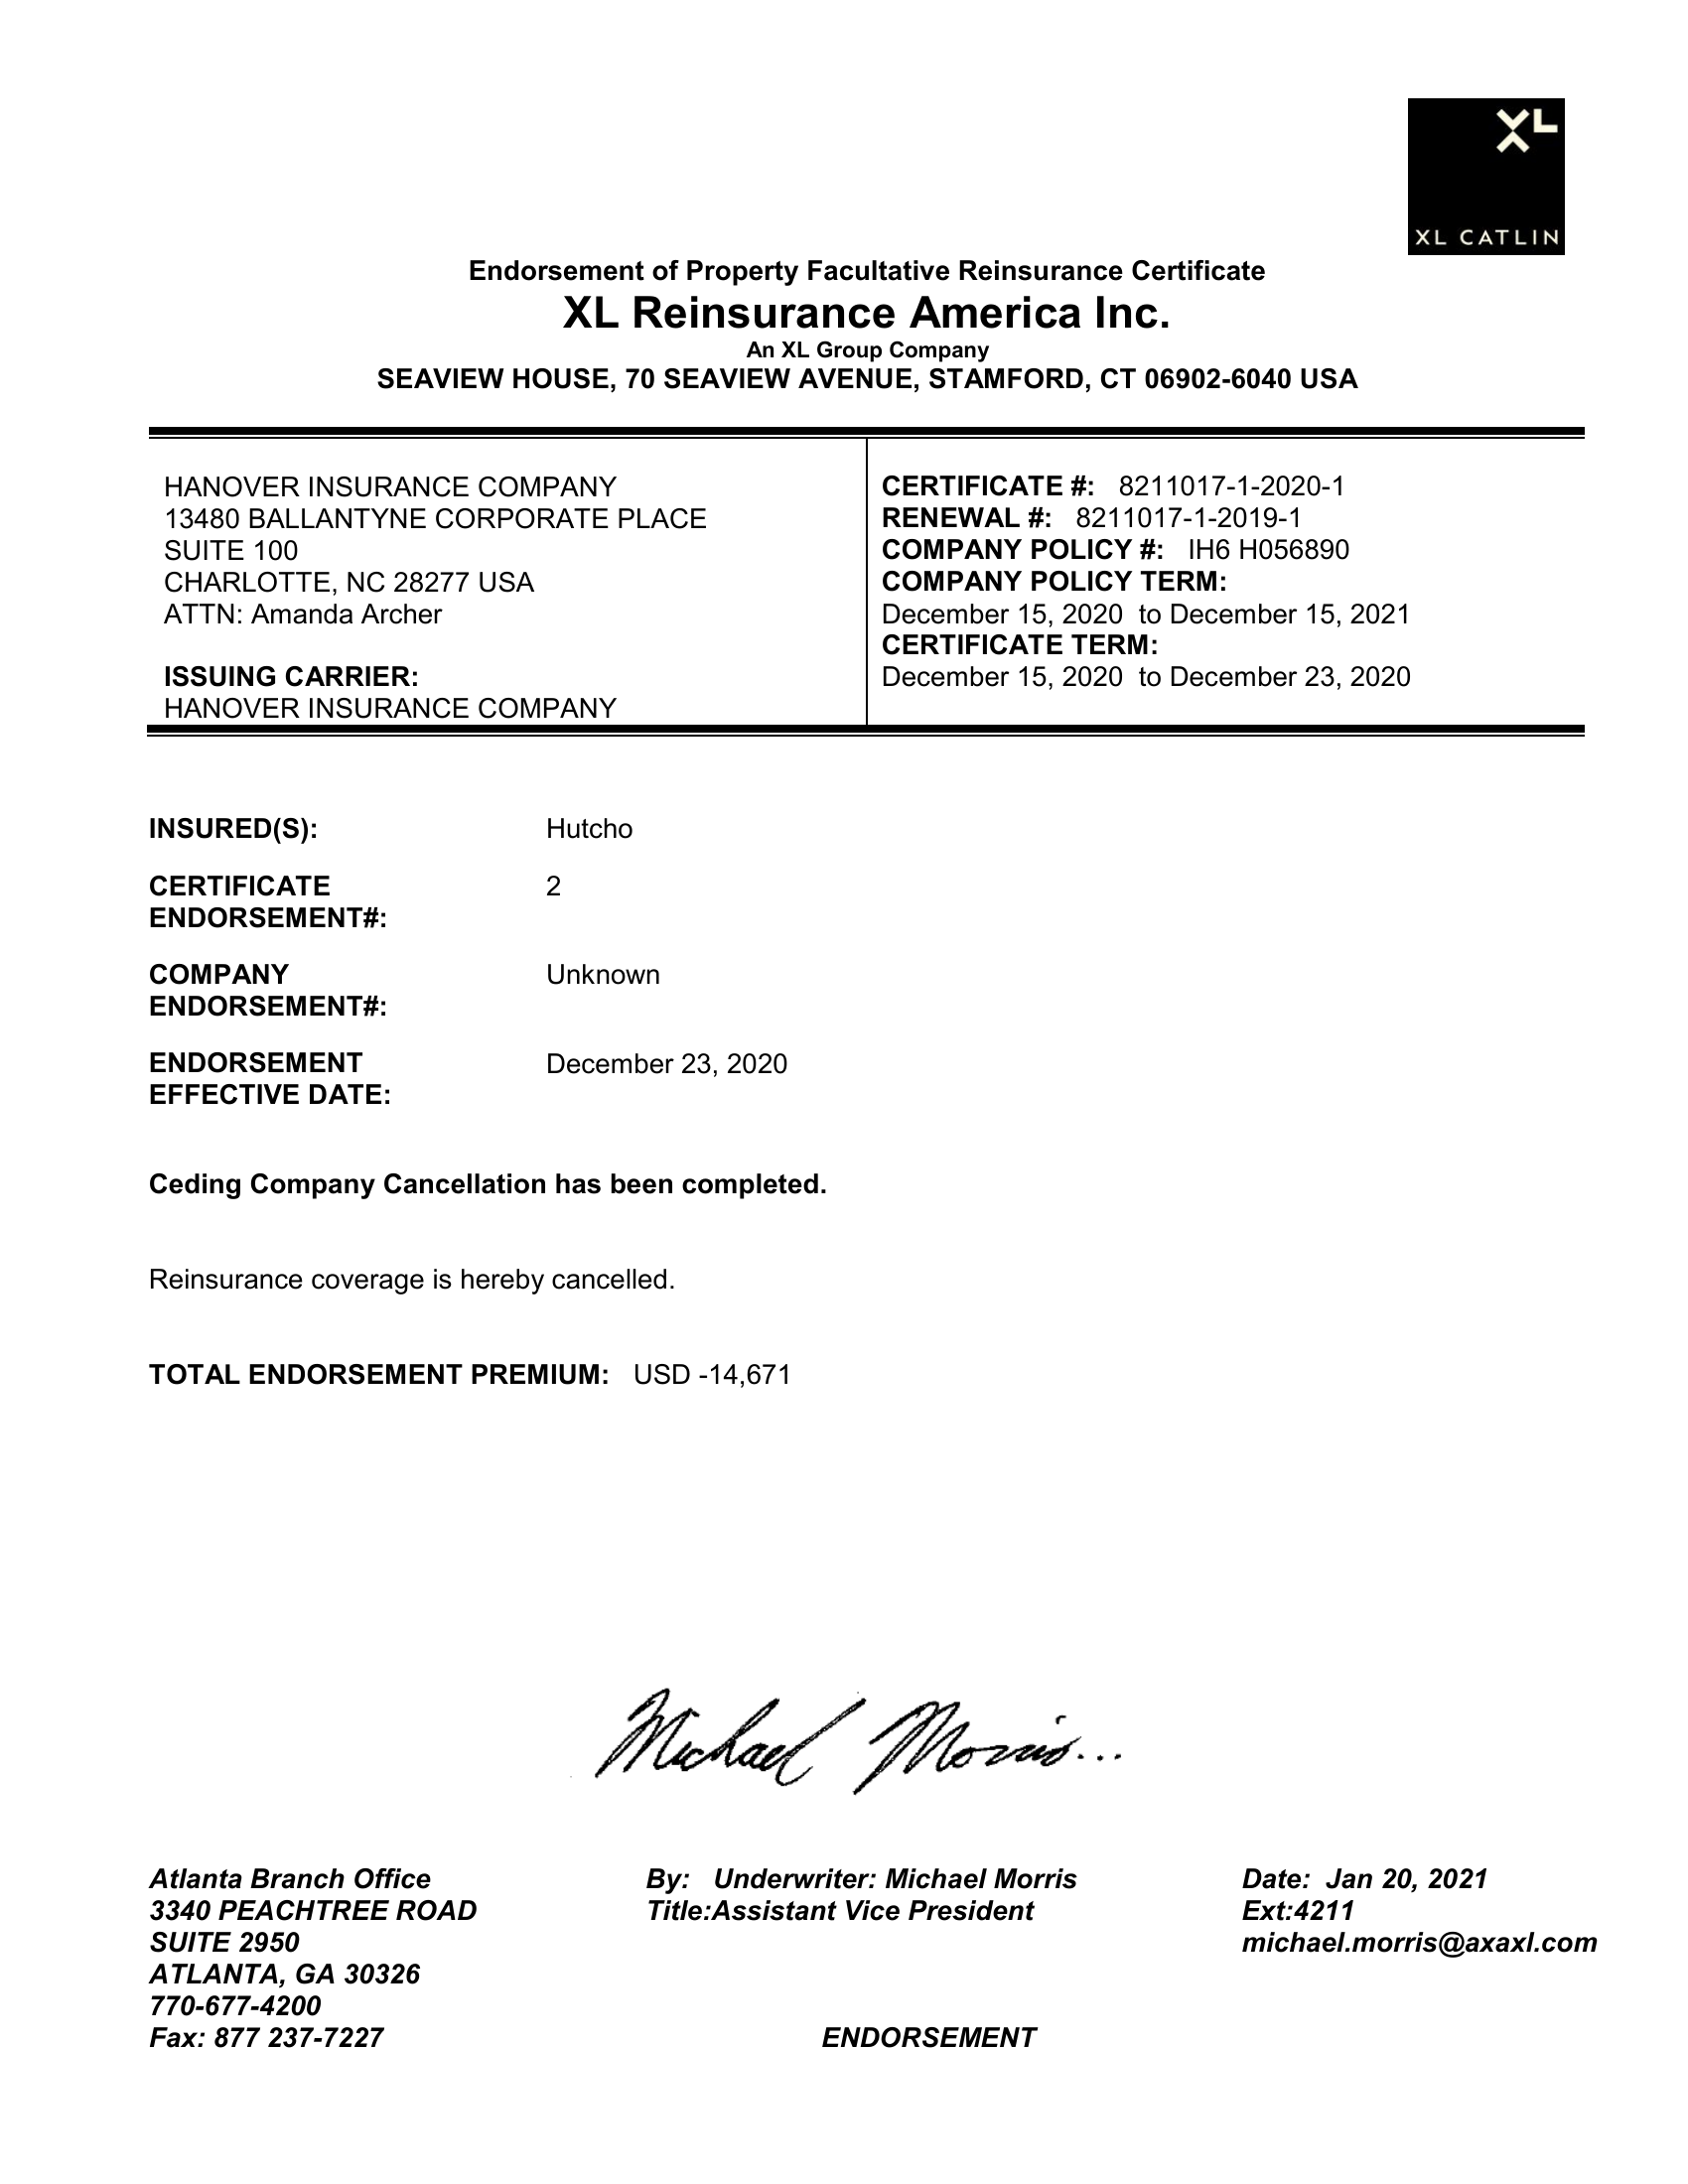 XL
XL CATLIN
Endorsement of Property Facultative Reinsurance Certificate
XL Reinsurance America Inc.
An XL Group Company
SEAVIEW HOUSE, 70 SEAVIEW AVENUE, STAMFORD, CT 06902-6040 USA
HANOVER INSURANCE COMPANY
13480 BALLANTYNE CORPORATE PLACE
SUITE 100
CHARLOTTE, NC 28277 USA
ATTN: Amanda Archer
ISSUING CARRIER:
HANOVER INSURANCE COMPANY
CERTIFICATE #: 8211017-1-2020-1
RENEWAL #: 8211017-1-2019-1
COMPANY POLICY #: IH6 H056890
COMPANY POLICY TERM:
December 15, 2020 to December 15, 2021
CERTIFICATE TERM:
December 15, 2020 to December 23, 2020
INSURED(S): Hutcho
CERTIFICATE 2
ENDORSEMENT#:
COMPANY Unknown
ENDORSEMENT#:
ENDORSEMENT December 23, 2020
EFFECTIVE DATE:
Ceding Company Cancellation has been completed.
Reinsurance coverage is hereby cancelled.
TOTAL ENDORSEMENT PREMIUM: USD -14,671
Michael Morris...
Atlanta Branch Office
3340 PEACHTREE ROAD
SUITE 2950
ATLANTA, GA 30326
770-677-4200
Fax: 877 237-7227
By: Underwriter: Michael Morris
Title:Assistant Vice President
Date: Jan 20, 2021
Ext:4211
michael.morris@axaxl.com
ENDORSEMENT